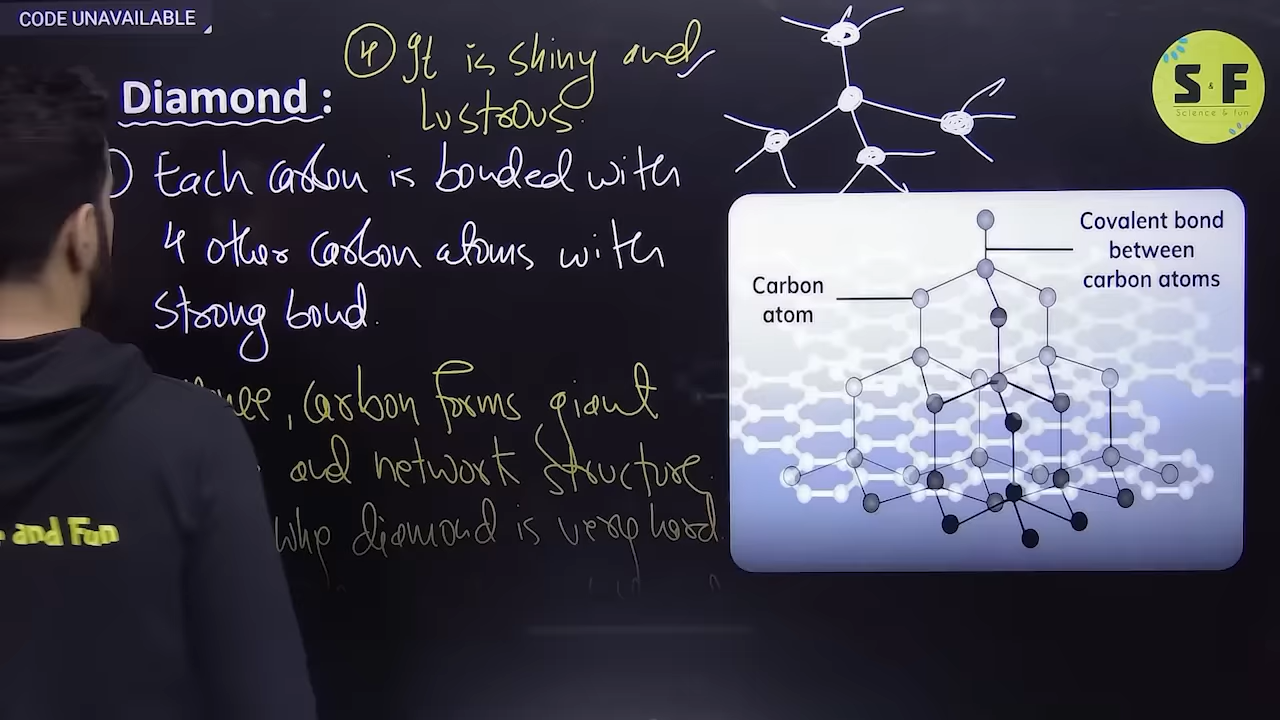 CODE UNAVAILABLE
④ It is shiny and
Lustrous.
Diamond :
) Each carbon is bonded with
4 other carbon atoms with
strong bond.
, carbon forms giant
and network structure
why diamond is very hard.
S & F
Science & fun
Covalent bond
between
carbon atoms
Carbon
atom
and Fun